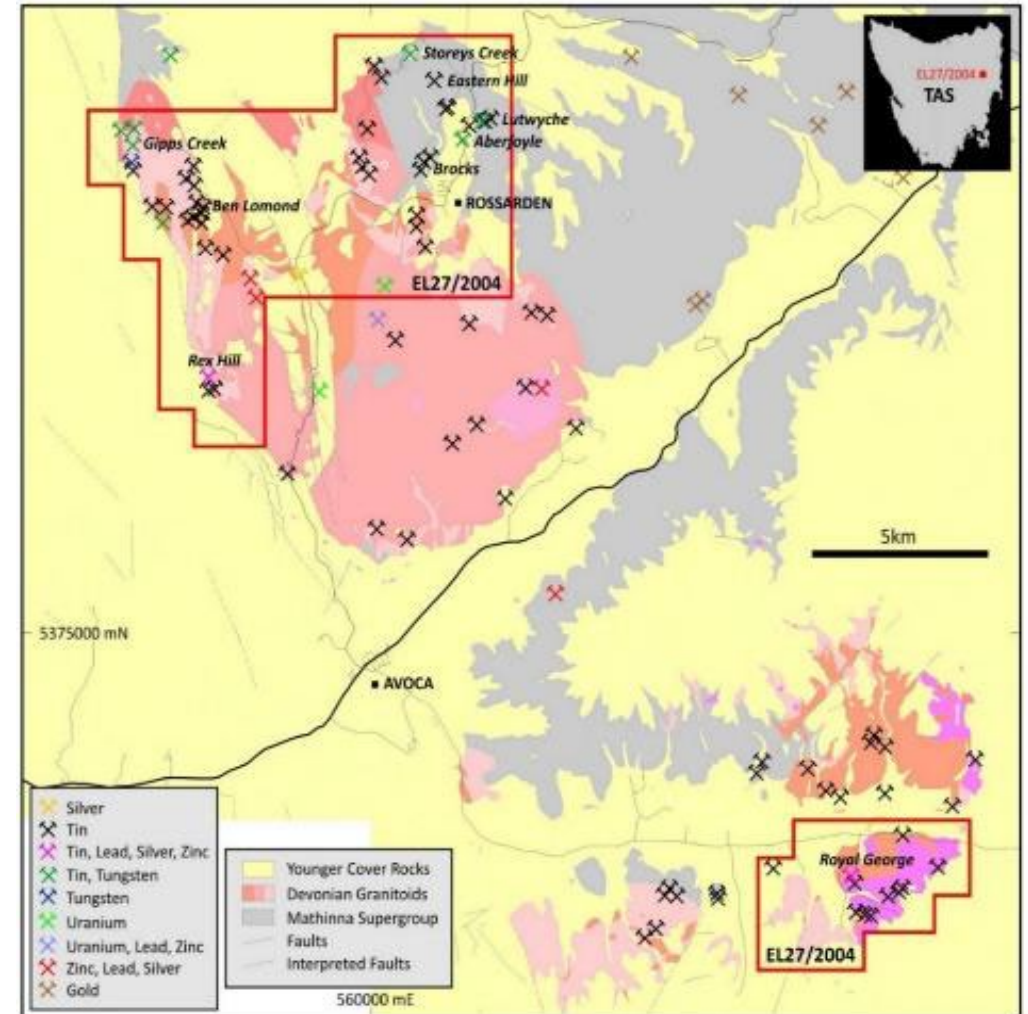 EL27/2004
TAS
Storeys Creek
Eastern Hill
Lutwyche
Aberfoyle
Gipps Creek
Brocks
Ben Lomond
ROSSARDEN
EL27/2004
Rex Hill
5km
5375000 mN
AVOCA
Silver
Tin
Tin, Lead, Silver, Zinc
Tin, Tungsten
Tungsten
Uranium
Uranium, Lead, Zinc
Zinc, Lead, Silver
Gold
Younger Cover Rocks
Devonian Granitoids
Mathinna Supergroup
Faults
Interpreted Faults
Royal George
EL27/2004
560000 mE